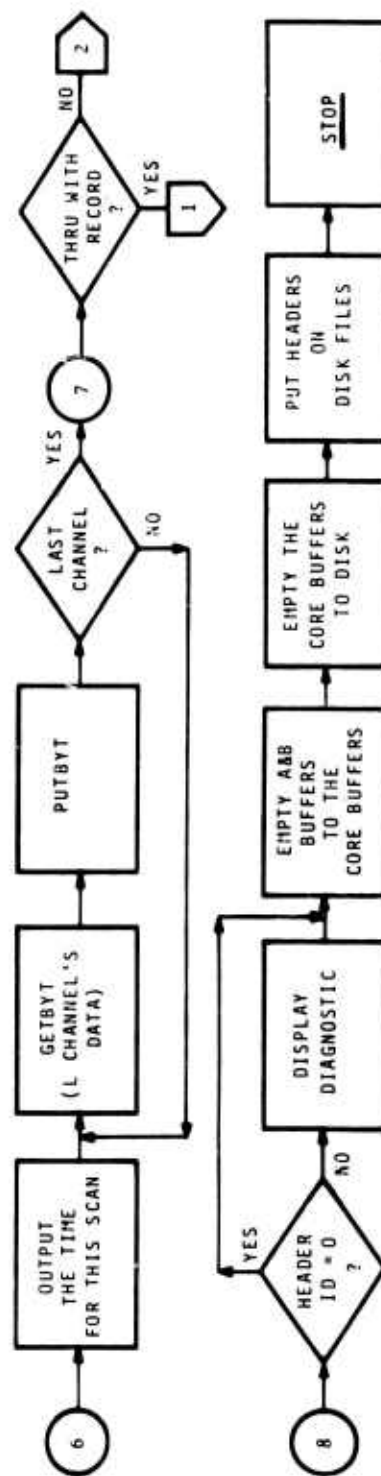 6
OUTPUT
THE TIME
FOR THIS SCAN
GETBYT
(L CHANNEL'S
DATA)
PUTBYT
LAST
CHANNEL
?
YES
NO
7
THRU WITH
RECORD
?
NO
2
YES
1
8
HEADER
ID = 0
?
YES
NO
DISPLAY
DIAGNOSTIC
EMPTY A&B
BUFFERS
TO THE
CORE BUFFERS
EMPTY THE
CORE BUFFERS
TO DISK
PUT HEADERS
ON
DISK FILES
STOP